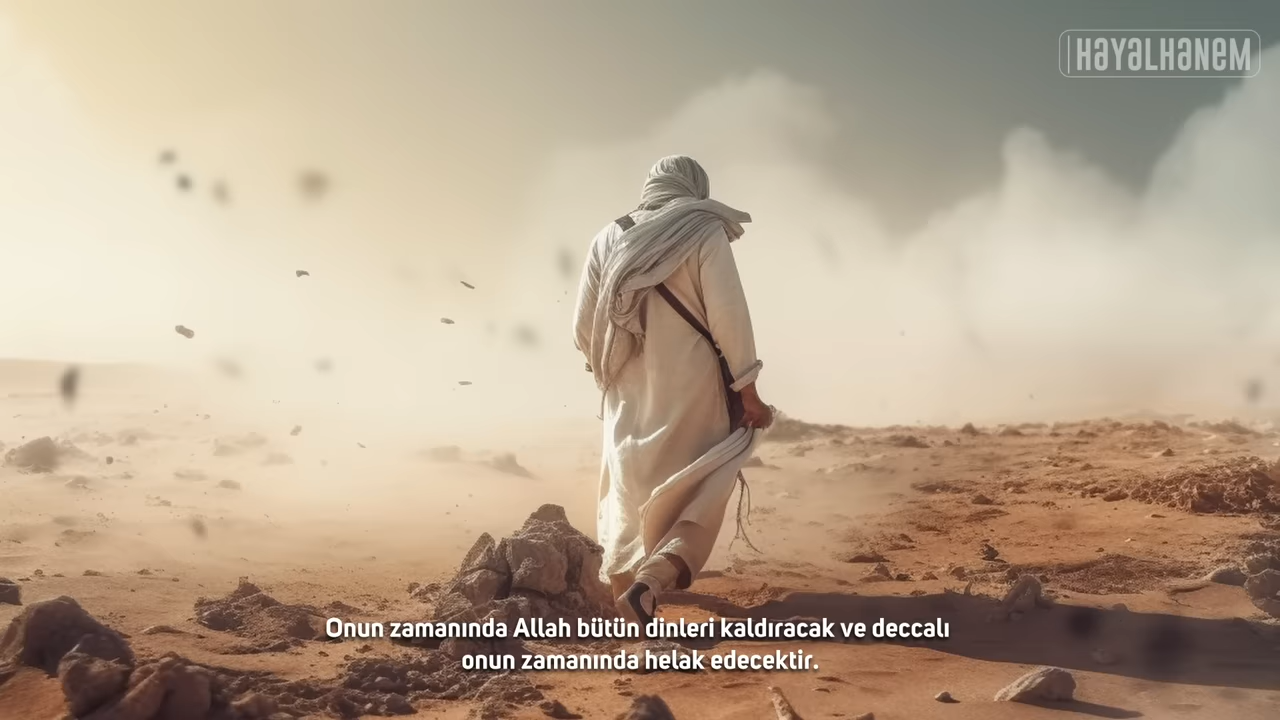 HAYALHANEM
Onun zamanında Allah bütün dinleri kaldıracak ve deccalı
onun zamanında helak edecektir.